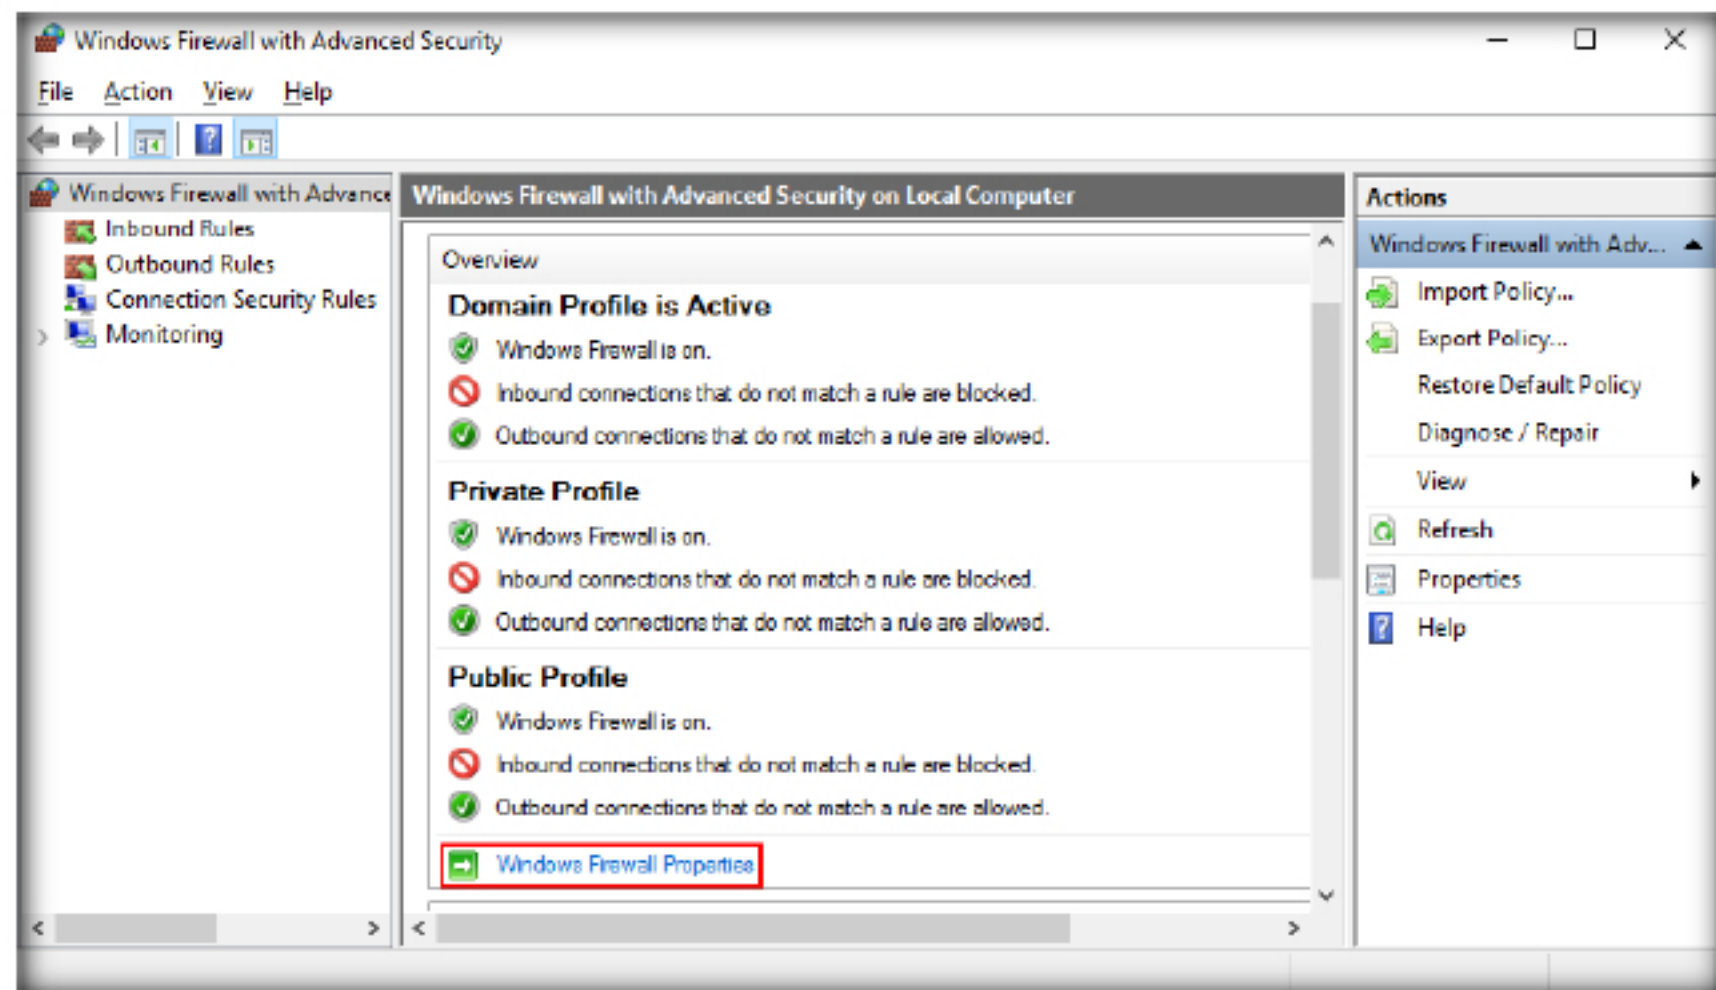 Windows Firewall with Advanced Security
File Action View Help
Windows Firewall with Advance
Inbound Rules
Outbound Rules
Connection Security Rules
Monitoring
Windows Firewall with Advanced Security on Local Computer
Overview
Domain Profile is Active
Windows Firewall is on.
Inbound connections that do not match a rule are blocked.
Outbound connections that do not match a rule are allowed.
Private Profile
Windows Firewall is on.
Inbound connections that do not match a rule are blocked.
Outbound connections that do not match a rule are allowed.
Public Profile
Windows Firewall is on.
Inbound connections that do not match a rule are blocked.
Outbound connections that do not match a rule are allowed.
Windows Firewall Properties
Actions
Windows Firewall with Adv...
Import Policy...
Export Policy...
Restore Default Policy
Diagnose / Repair
View
Refresh
Properties
Help